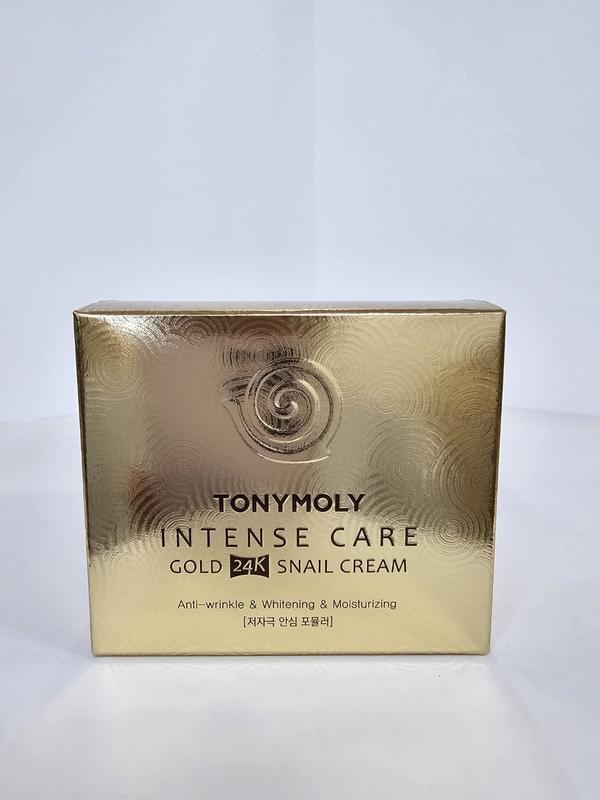 TONYMOLY
INTENSE CARE
GOLD 24K SNAIL CREAM
Anti-wrinkle & Whitening & Moisturizing
[저자극 안심 포뮬러]